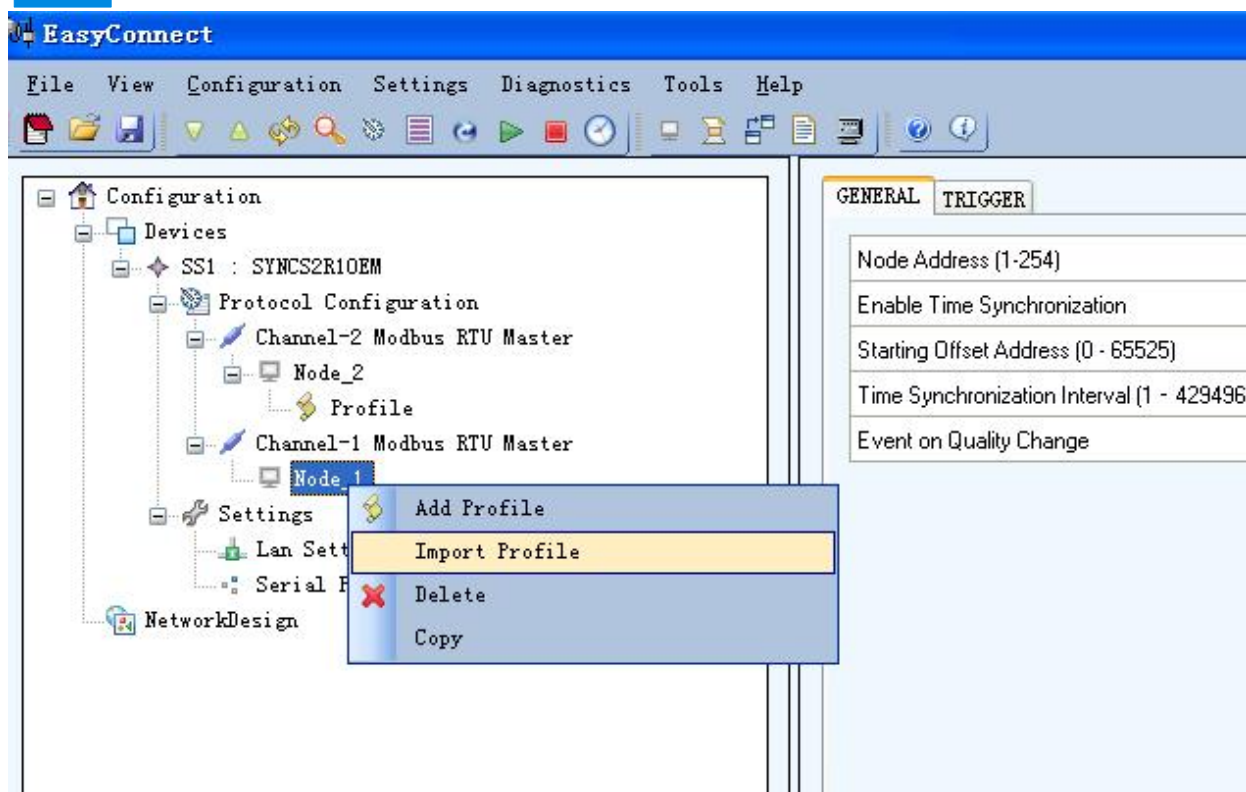 EasyConnect
File View Configuration Settings Diagnostics Tools Help
Configuration
Devices
SS1 : SYNCS2R10EM
Protocol Configuration
Channel-2 Modbus RTU Master
Node_2
Profile
Channel-1 Modbus RTU Master
Node_1
Settings
Lan Sett
Serial
NetworkDesign
Add Profile
Import Profile
Delete
Copy
GENERAL TRIGGER
Node Address (1-254)
Enable Time Synchronization
Starting Offset Address (0 - 65525)
Time Synchronization Interval (1 - 429496
Event on Quality Change